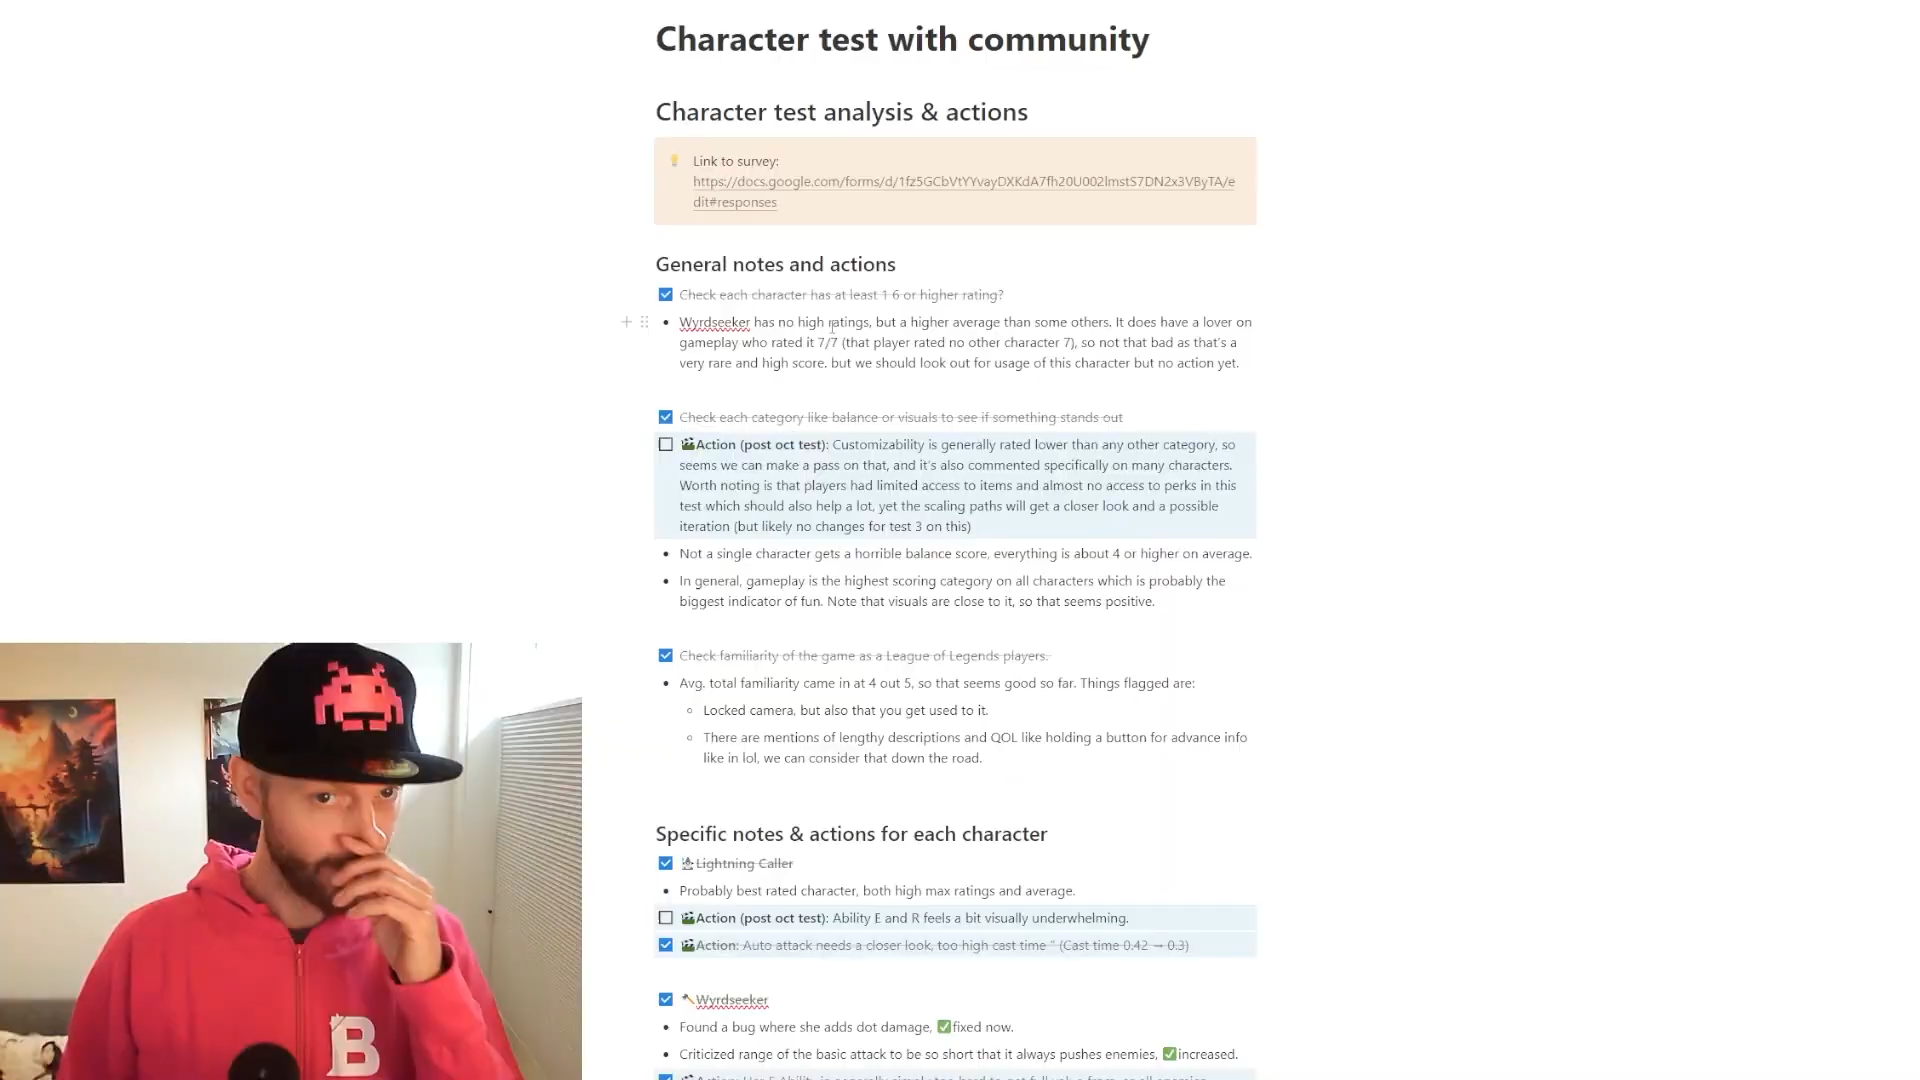 Character test with community
Character test analysis & actions
Link to survey:
https://docs.google.com/forms/d/1fz5GCbVtYYvayDXKdA7fh20U002lmstS7DN2x3VByTA/e
dit#responses
General notes and actions
Check each character has at least 1 6 or higher rating?
Wyrdseeker has no high ratings, but a higher average than some others. It does have a lover on
gameplay who rated it 7/7 (that player rated no other character 7), so not that bad as that's a
very rare and high score. but we should look out for usage of this character but no action yet.
Check each category like balance or visuals to see if something stands out
Action (post oct test): Customizability is generally rated lower than any other category, so
seems we can make a pass on that, and it's also commented specifically on many characters.
Worth noting is that players had limited access to items and almost no access to perks in this
test which should also help a lot, yet the scaling paths will get a closer look and a possible
iteration (but likely no changes for test 3 on this)
Not a single character gets a horrible balance score, everything is about 4 or higher on average.
In general, gameplay is the highest scoring category on all characters which is probably the
biggest indicator of fun. Note that visuals are close to it, so that seems positive.
Check familiarity of the game as a League of Legends players.
Avg. total familiarity came in at 4 out 5, so that seems good so far. Things flagged are:
Locked camera, but also that you get used to it.
There are mentions of lengthy descriptions and QOL like holding a button for advance info
like in lol, we can consider that down the road.
Specific notes & actions for each character
Lightning Caller
Probably best rated character, both high max ratings and average.
Action (post oct test): Ability E and R feels a bit visually underwhelming.
Action: Auto attack needs a closer look, too high cast time " (Cast time 0.42 → 0.3)
Wyrdseeker
Found a bug where she adds dot damage, ✅fixed now.
Criticized range of the basic attack to be so short that it always pushes enemies, ✅increased.
B